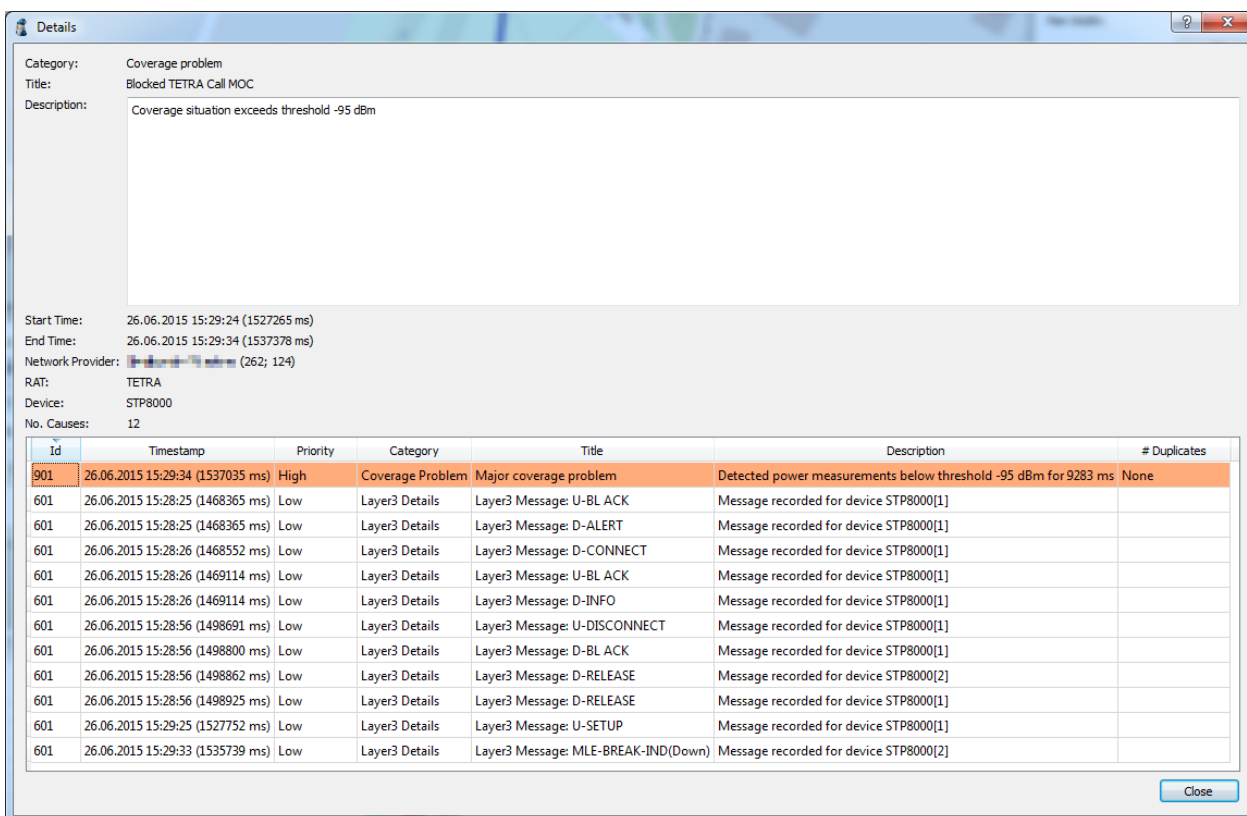 Details
Category: Coverage problem
Title: Blocked TETRA Call MOC
Description: Coverage situation exceeds threshold -95 dBm
Start Time: 26.06.2015 15:29:24 (1527265 ms)
End Time: 26.06.2015 15:29:34 (1537378 ms)
Network Provider: (262; 124)
RAT: TETRA
Device: STP8000
No. Causes: 12
Id Timestamp Priority Category Title Description # Duplicates
901 26.06.2015 15:29:34 (1537035 ms) High Coverage Problem Major coverage problem Detected power measurements below threshold -95 dBm for 9283 ms None
601 26.06.2015 15:28:25 (1468365 ms) Low Layer3 Details Layer3 Message: U-BL ACK Message recorded for device STP8000[1]
601 26.06.2015 15:28:25 (1468365 ms) Low Layer3 Details Layer3 Message: D-ALERT Message recorded for device STP8000[1]
601 26.06.2015 15:28:26 (1468552 ms) Low Layer3 Details Layer3 Message: D-CONNECT Message recorded for device STP8000[1]
601 26.06.2015 15:28:26 (1469114 ms) Low Layer3 Details Layer3 Message: U-BL ACK Message recorded for device STP8000[1]
601 26.06.2015 15:28:26 (1469114 ms) Low Layer3 Details Layer3 Message: D-INFO Message recorded for device STP8000[1]
601 26.06.2015 15:28:56 (1498691 ms) Low Layer3 Details Layer3 Message: U-DISCONNECT Message recorded for device STP8000[1]
601 26.06.2015 15:28:56 (1498800 ms) Low Layer3 Details Layer3 Message: D-BL ACK Message recorded for device STP8000[1]
601 26.06.2015 15:28:56 (1498862 ms) Low Layer3 Details Layer3 Message: D-RELEASE Message recorded for device STP8000[2]
601 26.06.2015 15:28:56 (1498925 ms) Low Layer3 Details Layer3 Message: D-RELEASE Message recorded for device STP8000[1]
601 26.06.2015 15:29:25 (1527752 ms) Low Layer3 Details Layer3 Message: U-SETUP Message recorded for device STP8000[1]
601 26.06.2015 15:29:33 (1535739 ms) Low Layer3 Details Layer3 Message: MLE-BREAK-IND(Down) Message recorded for device STP8000[2]
Close